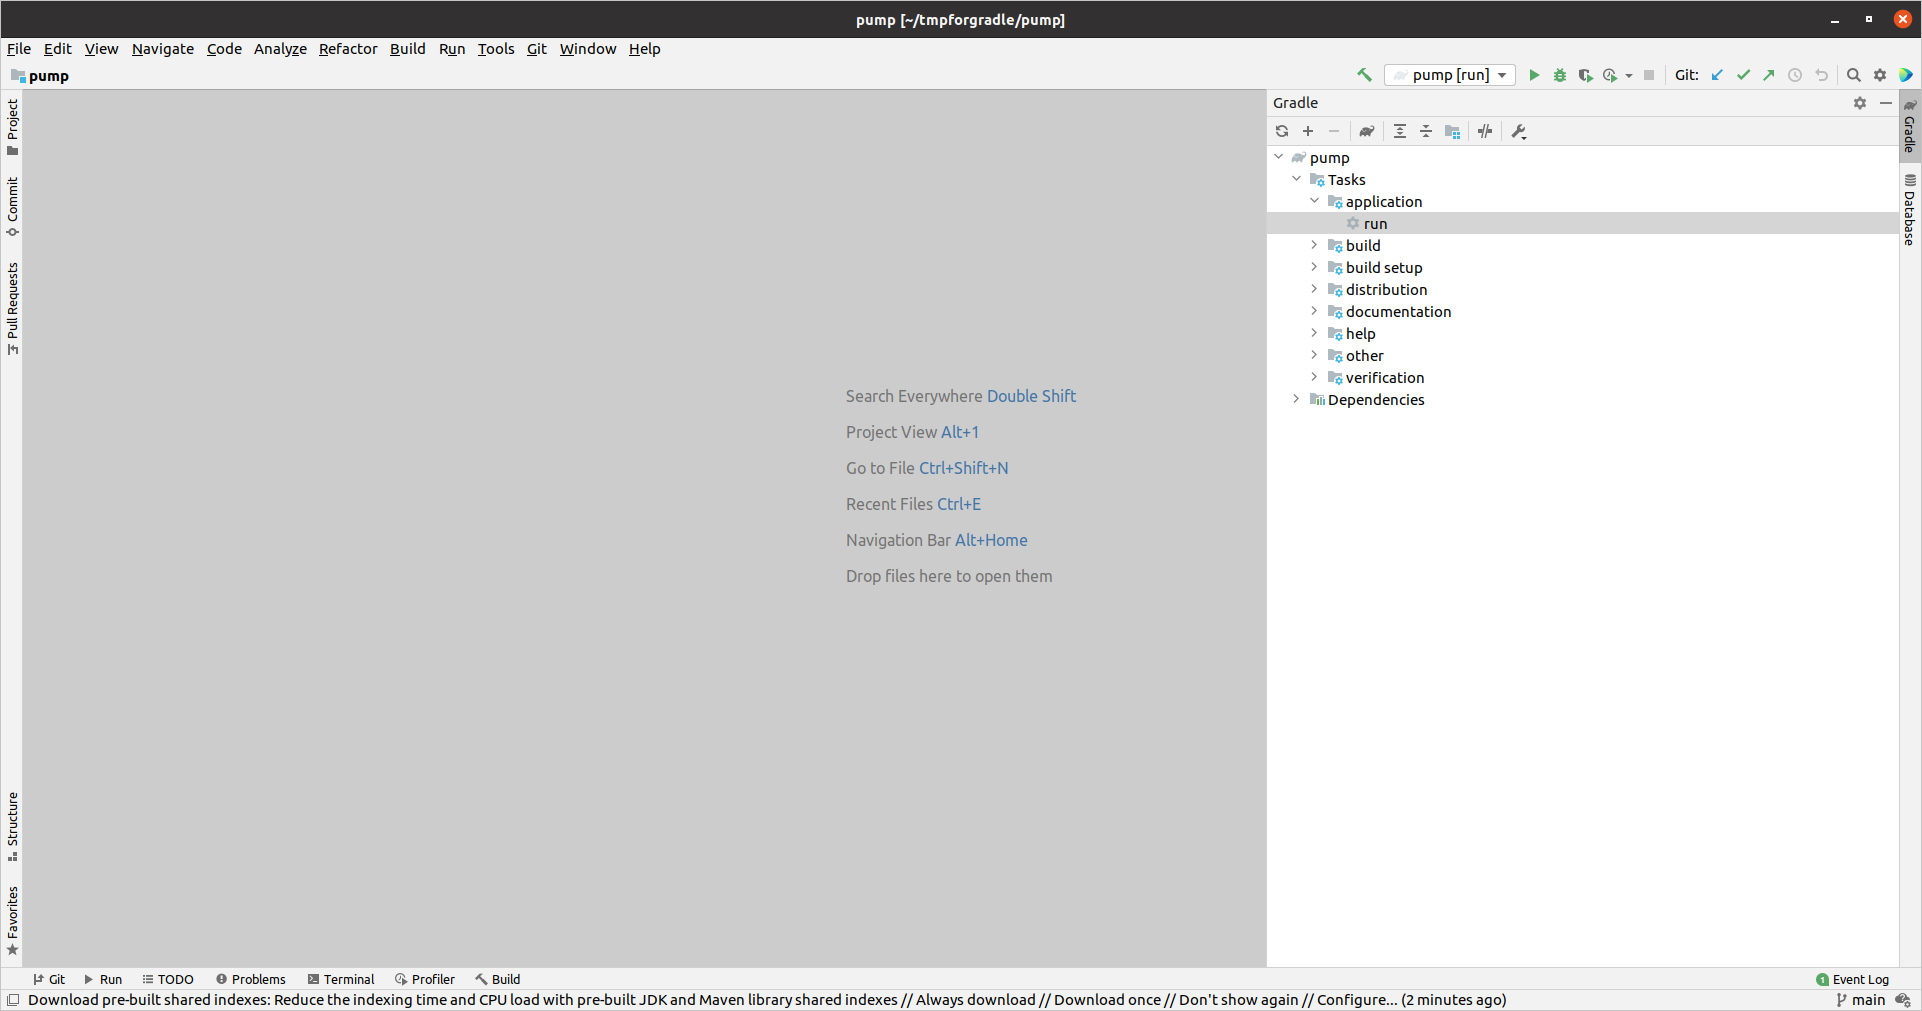 pump [~/tmpforgradle/pump]
File Edit View Navigate Code Analyze Refactor Build Run Tools Git Window Help
pump
pump [run]
Git:
Project
Commit
Pull Requests
Structure
Favorites
Search Everywhere Double Shift
Project View Alt+1
Go to File Ctrl+Shift+N
Recent Files Ctrl+E
Navigation Bar Alt+Home
Drop files here to open them
Gradle
pump
Tasks
application
run
build
build setup
distribution
documentation
help
other
verification
Dependencies
Gradle
Database
Git Run TODO Problems Terminal Profiler Build
1 Event Log
Download pre-built shared indexes: Reduce the indexing time and CPU load with pre-built JDK and Maven library shared indexes // Always download // Download once // Don't show again // Configure... (2 minutes ago)
main